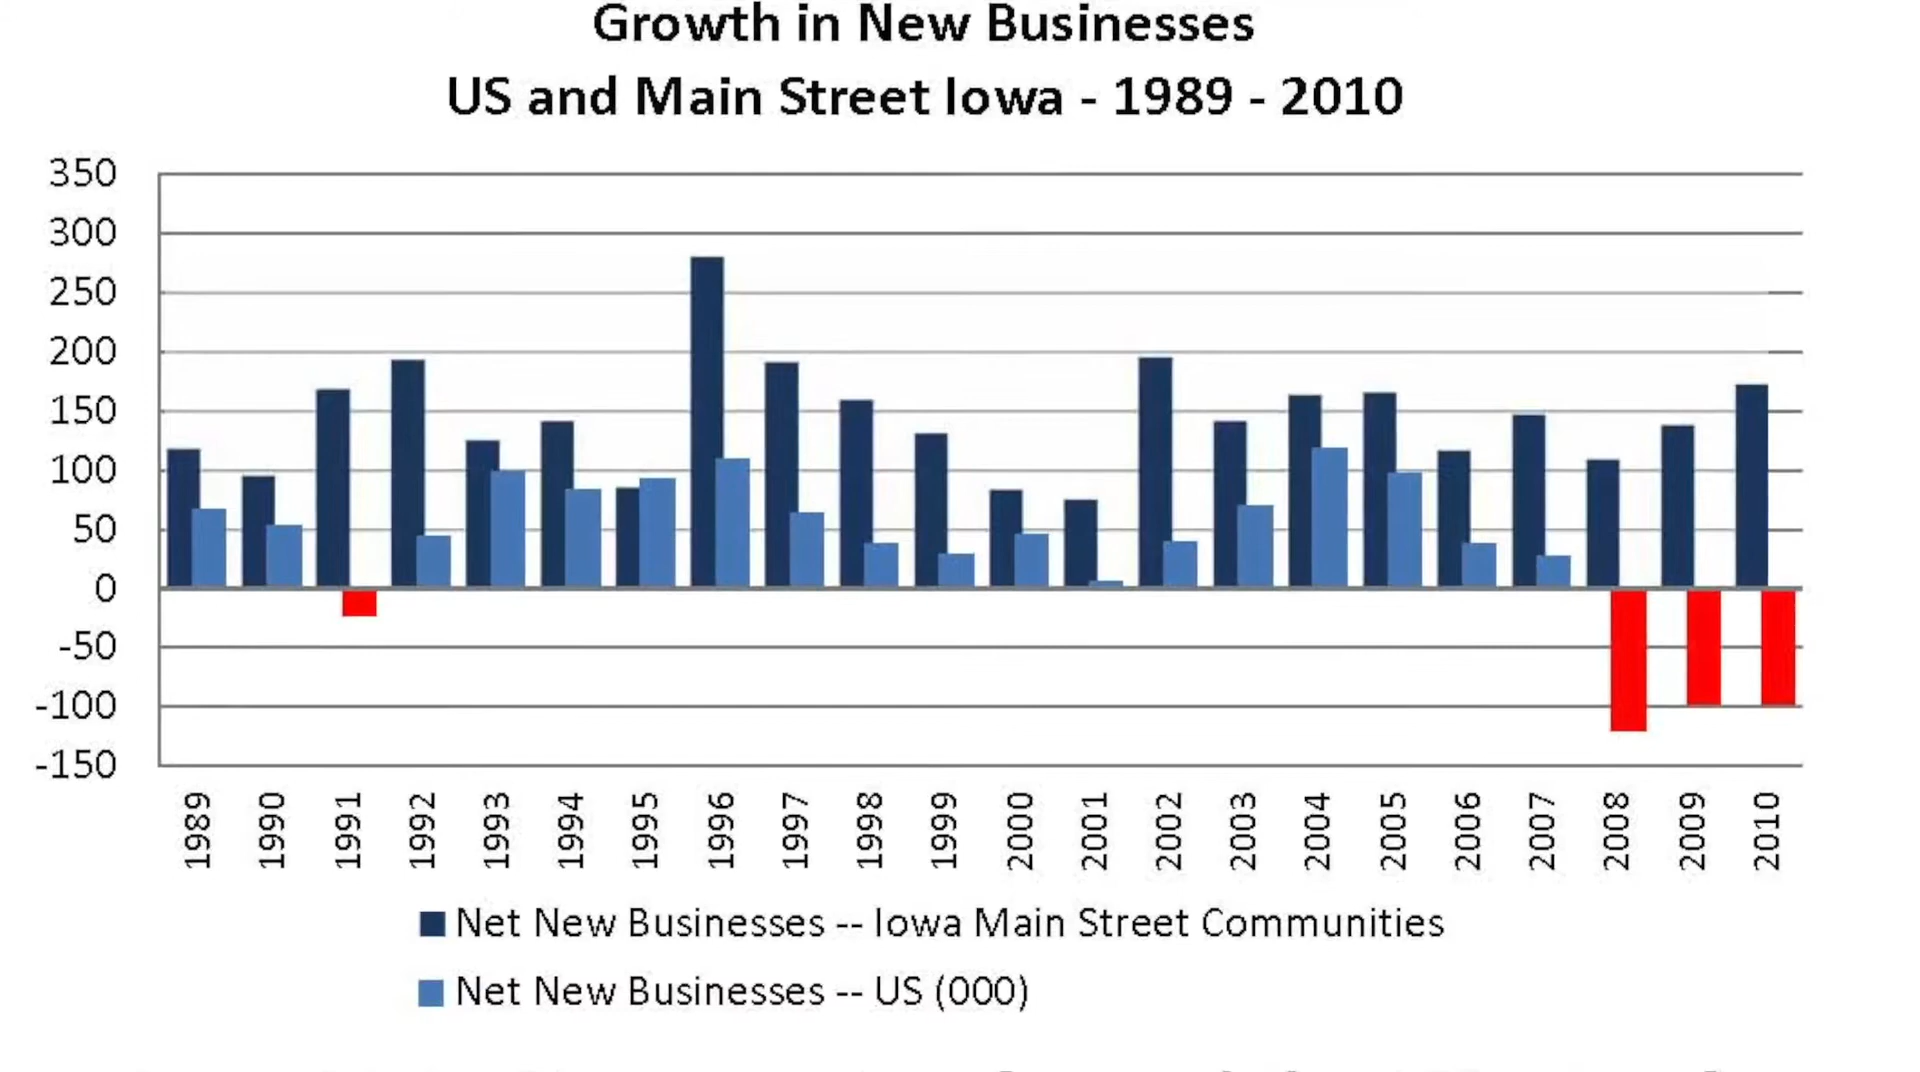 Growth in New Businesses
US and Main Street Iowa - 1989 - 2010
350
300
250
200
150
100
50
0
-50
-100
-150
1989 1990 1991 1992 1993 1994 1995 1996 1997 1998 1999 2000 2001 2002 2003 2004 2005 2006 2007 2008 2009 2010
Net New Businesses -- Iowa Main Street Communities
Net New Businesses -- US (000)